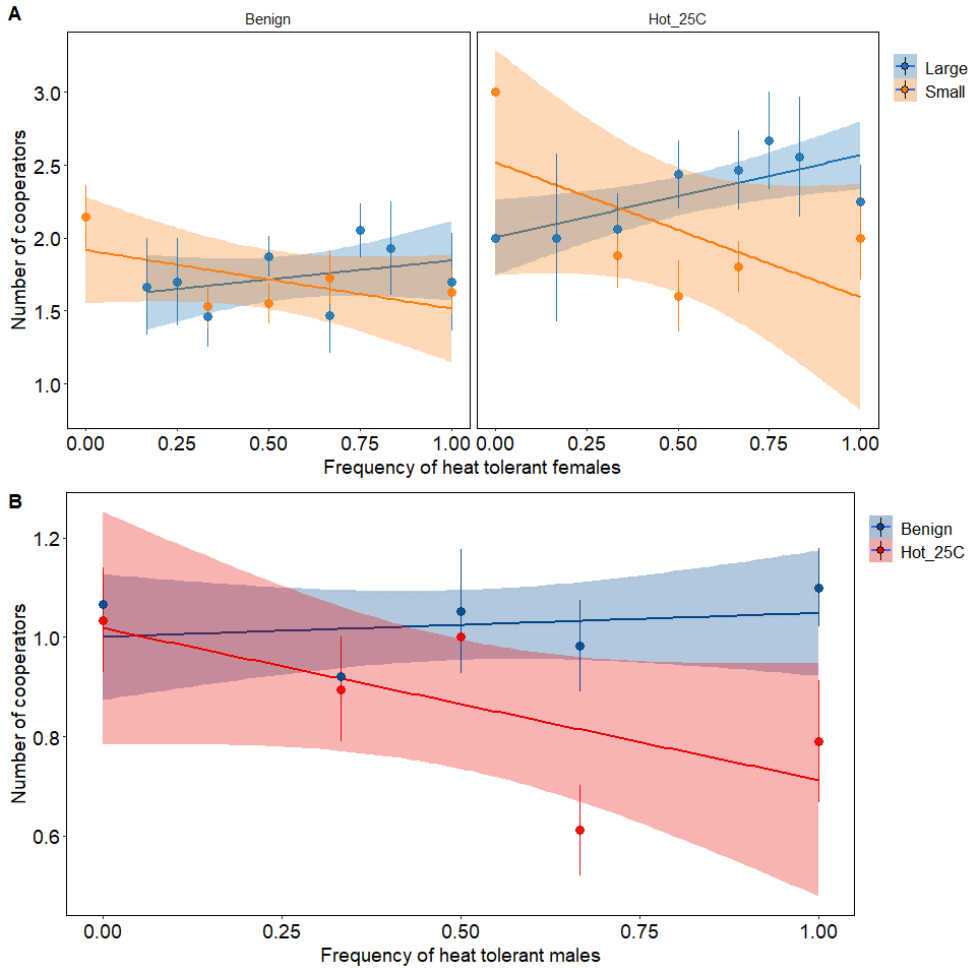 A
Benign
Hot_25C
Number of cooperators
3.0
2.5
2.0
1.5
1.0
0.00 0.25 0.50 0.75 1.00
0.00 0.25 0.50 0.75 1.00
Frequency of heat tolerant females
Large
Small
B
Number of cooperators
1.2
1.0
0.8
0.6
0.00 0.25 0.50 0.75 1.00
Frequency of heat tolerant males
Benign
Hot_25C